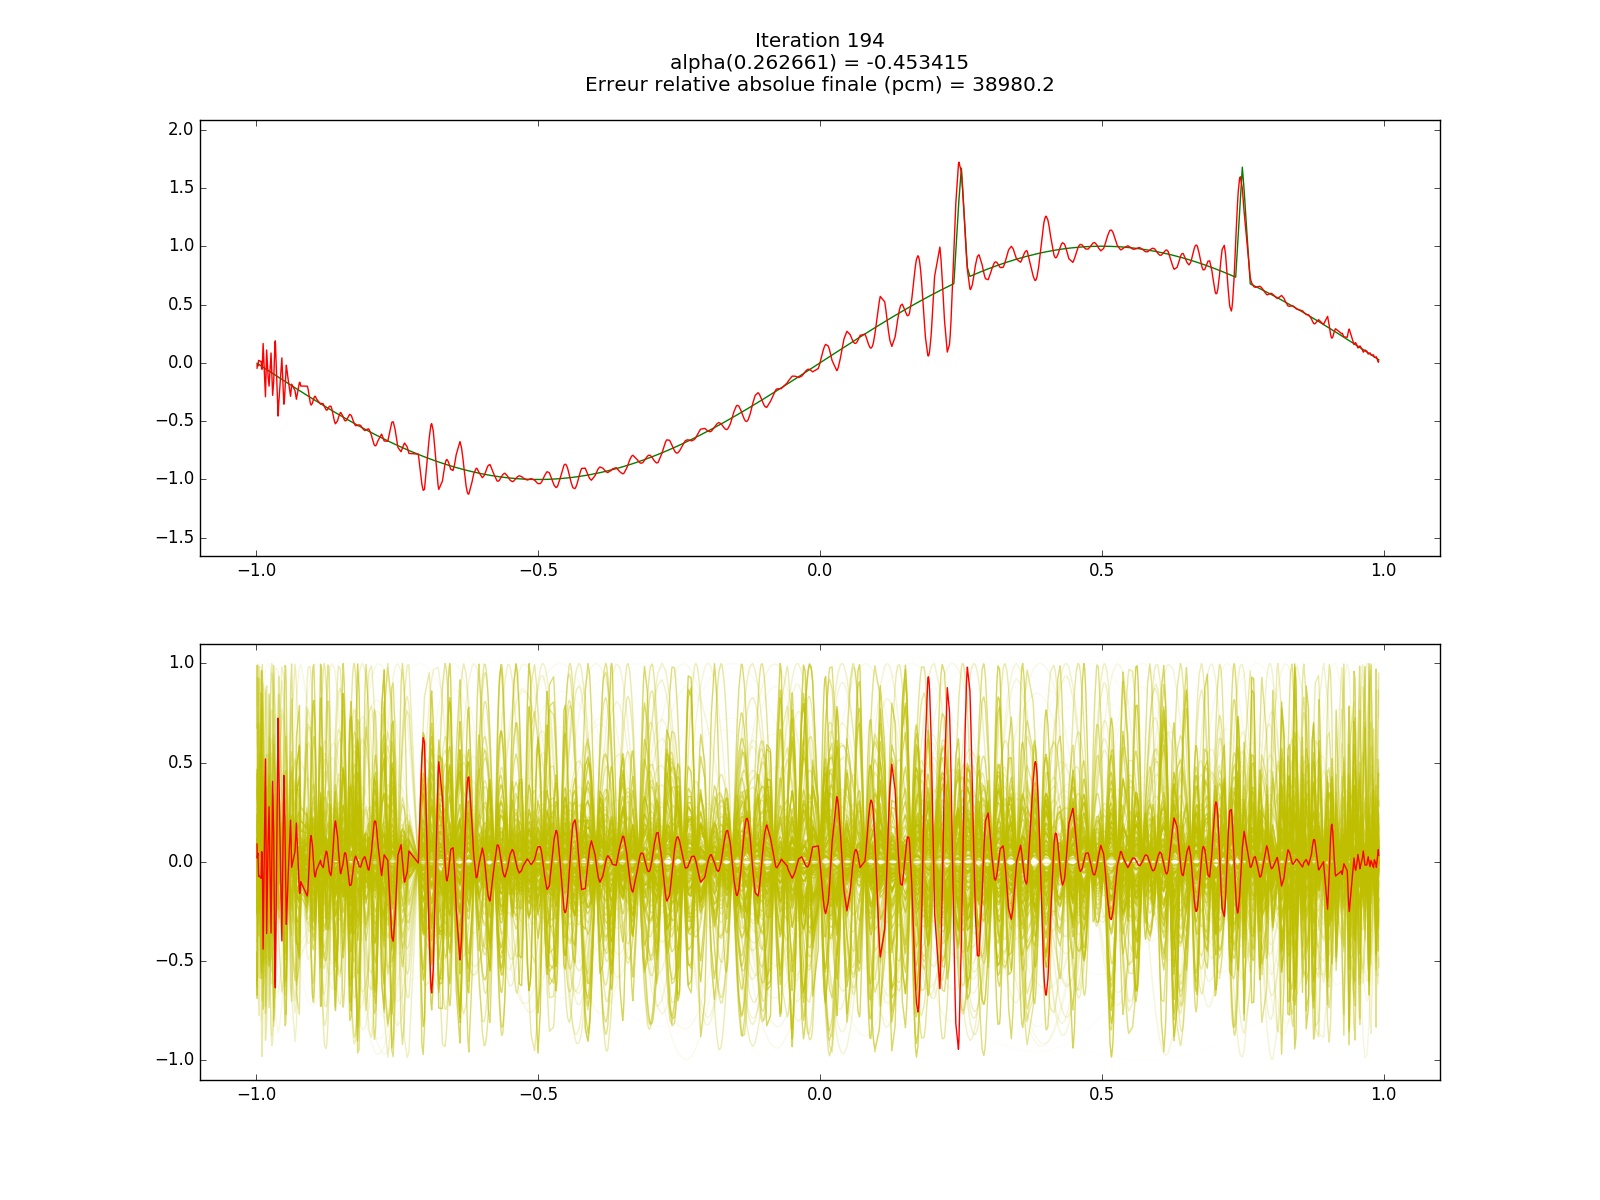 Iteration 194
alpha(0.262661) = -0.453415
Erreur relative absolue finale (pcm) = 38980.2
2.0
1.5
1.0
0.5
0.0
−0.5
−1.0
−1.5
−1.0 −0.5 0.0 0.5 1.0
1.0
0.5
0.0
−0.5
−1.0
−1.0 −0.5 0.0 0.5 1.0